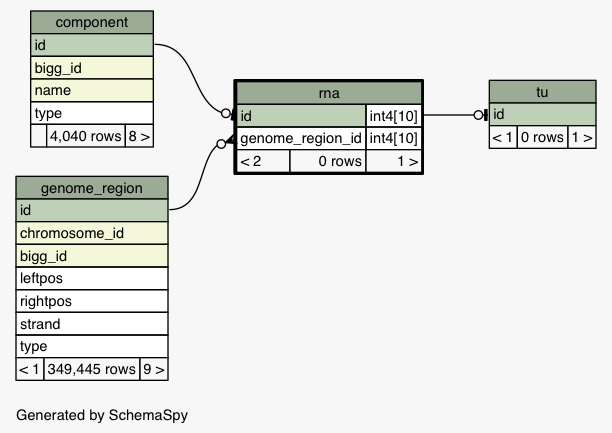 component
id
bigg_id
name
type
4,040 rows 8 >
rna
id int4[10]
genome_region_id int4[10]
< 2 0 rows 1 >
tu
id
< 1 0 rows 1 >
genome_region
id
chromosome_id
bigg_id
leftpos
rightpos
strand
type
< 1 349,445 rows 9 >
Generated by SchemaSpy